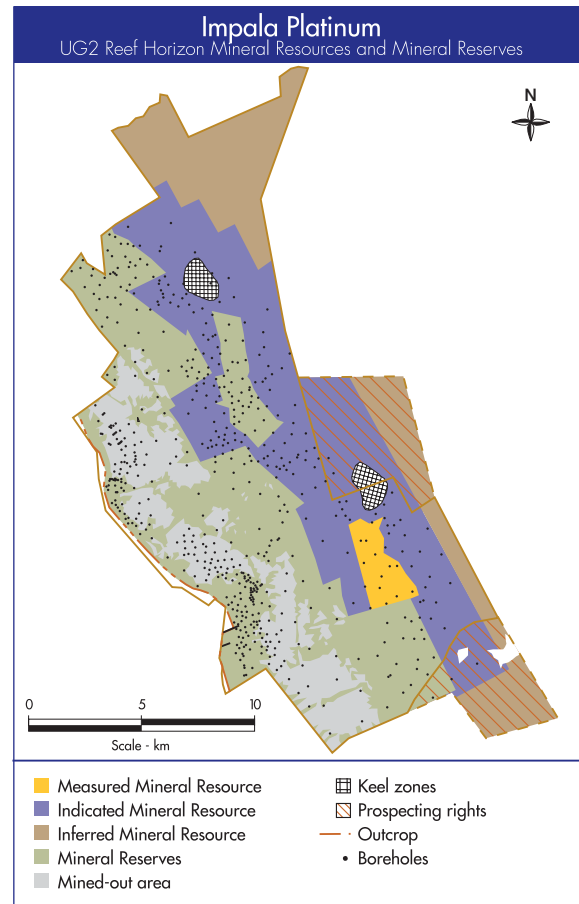 Impala Platinum
UG2 Reef Horizon Mineral Resources and Mineral Reserves
N
0
5
10
Scale - km
Measured Mineral Resource
Indicated Mineral Resource
Inferred Mineral Resource
Mineral Reserves
Mined-out area
Keel zones
Prospecting rights
Outcrop
Boreholes